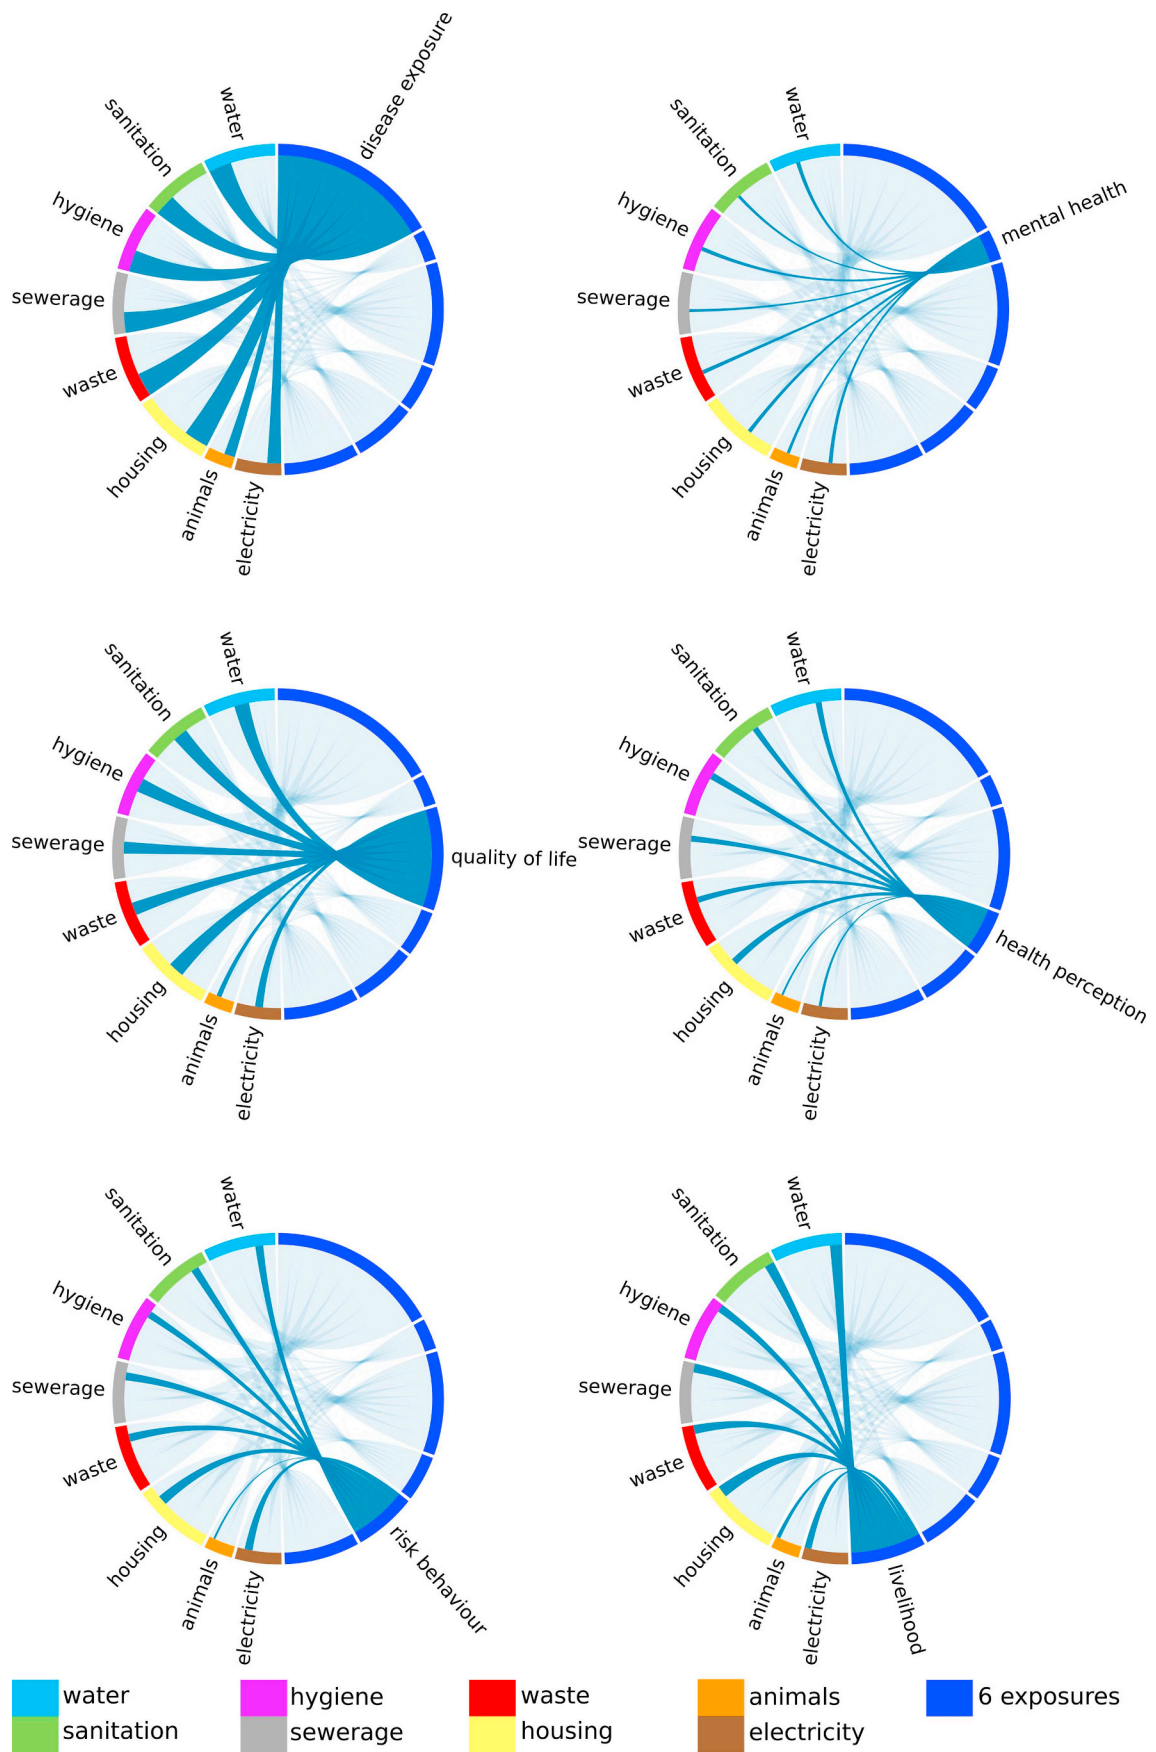 disease exposure
water
sanitation
hygiene
sewerage
waste
housing
animals
electricity
water
sanitation
hygiene
sewerage
waste
housing
animals
electricity
mental health
water
sanitation
hygiene
sewerage
waste
housing
animals
electricity
quality of life
water
sanitation
hygiene
sewerage
waste
housing
animals
electricity
health perception
water
sanitation
hygiene
sewerage
waste
housing
animals
electricity
risk behaviour
water
sanitation
hygiene
sewerage
waste
housing
animals
electricity
livelihood
water
hygiene
waste
animals
6 exposures
sanitation
sewerage
housing
electricity